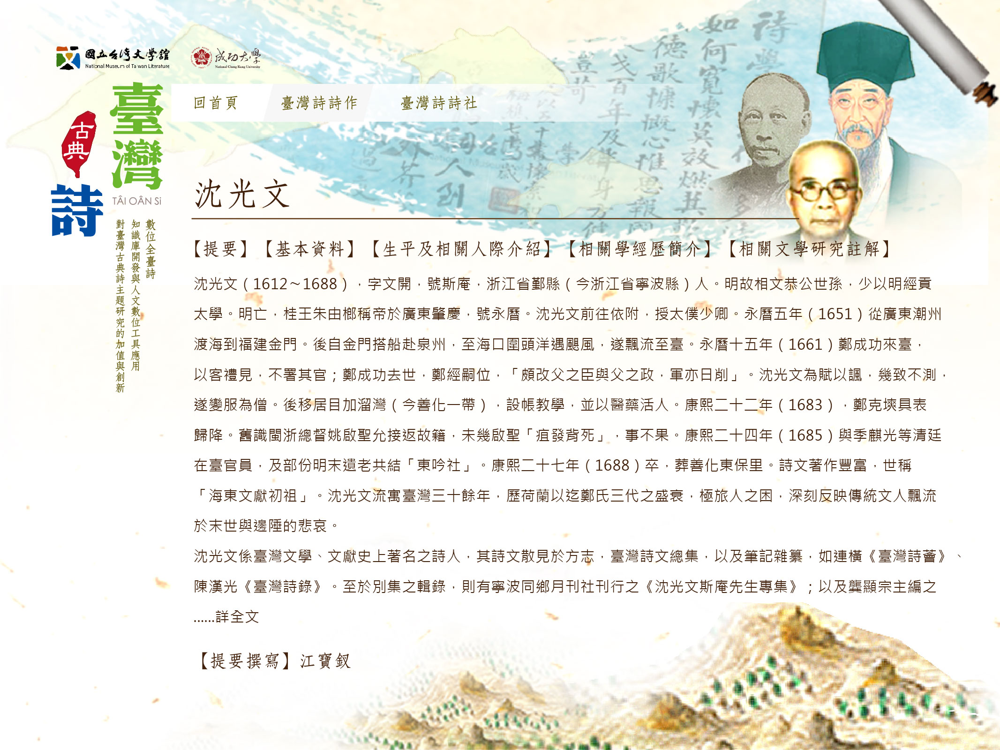 國立台灣文學館
National Museum of Taiwan Literature
成功大學
National Cheng Kung University
臺灣
古典
詩
TÂI OÂN Si
數位全臺詩
知識庫開發與人文數位工具應用
對臺灣古典詩主題研究的加值與創新
回首頁
臺灣詩詩作
臺灣詩詩社
沈光文
【提要】【基本資料】【生平及相關人際介紹】【相關學經歷簡介】【相關文學研究註解】
沈光文（1612～1688），字文開，號斯庵，浙江省鄞縣（今浙江省寧波縣）人。明故相文恭公世孫，少以明經貢
太學。明亡，桂王朱由榔稱帝於廣東肇慶，號永曆。沈光文前往依附，授太僕少卿。永曆五年（1651）從廣東潮州
渡海到福建金門。後自金門搭船赴泉州，至海口圍頭洋遇颶風，遂飄流至臺。永曆十五年（1661）鄭成功來臺，
以客禮見，不署其官；鄭成功去世，鄭經嗣位，「頗改父之臣與父之政，軍亦日削」。沈光文為賦以諷，幾致不測，
遂變服為僧。後移居目加溜灣（今善化一帶），設帳教學，並以醫藥活人。康熙二十二年（1683），鄭克塽具表
歸降。舊識閩浙總督姚啟聖允接返故籍，未幾啟聖「疽發背死」，事不果。康熙二十四年（1685）與季麒光等清廷
在臺官員，及部份明末遺老共結「東吟社」。康熙二十七年（1688）卒，葬善化東保里。詩文著作豐富，世稱
「海東文獻初祖」。沈光文流寓臺灣三十餘年，歷荷蘭以迄鄭氏三代之盛衰，極旅人之困，深刻反映傳統文人飄流
於末世與邊陲的悲哀。
沈光文係臺灣文學、文獻史上著名之詩人，其詩文散見於方志，臺灣詩文總集，以及筆記雜纂，如連橫《臺灣詩薈》、
陳漢光《臺灣詩錄》。至於別集之輯錄，則有寧波同鄉月刊社刊行之《沈光文斯庵先生專集》；以及龔顯宗主編之
......詳全文
【提要撰寫】江寶釵